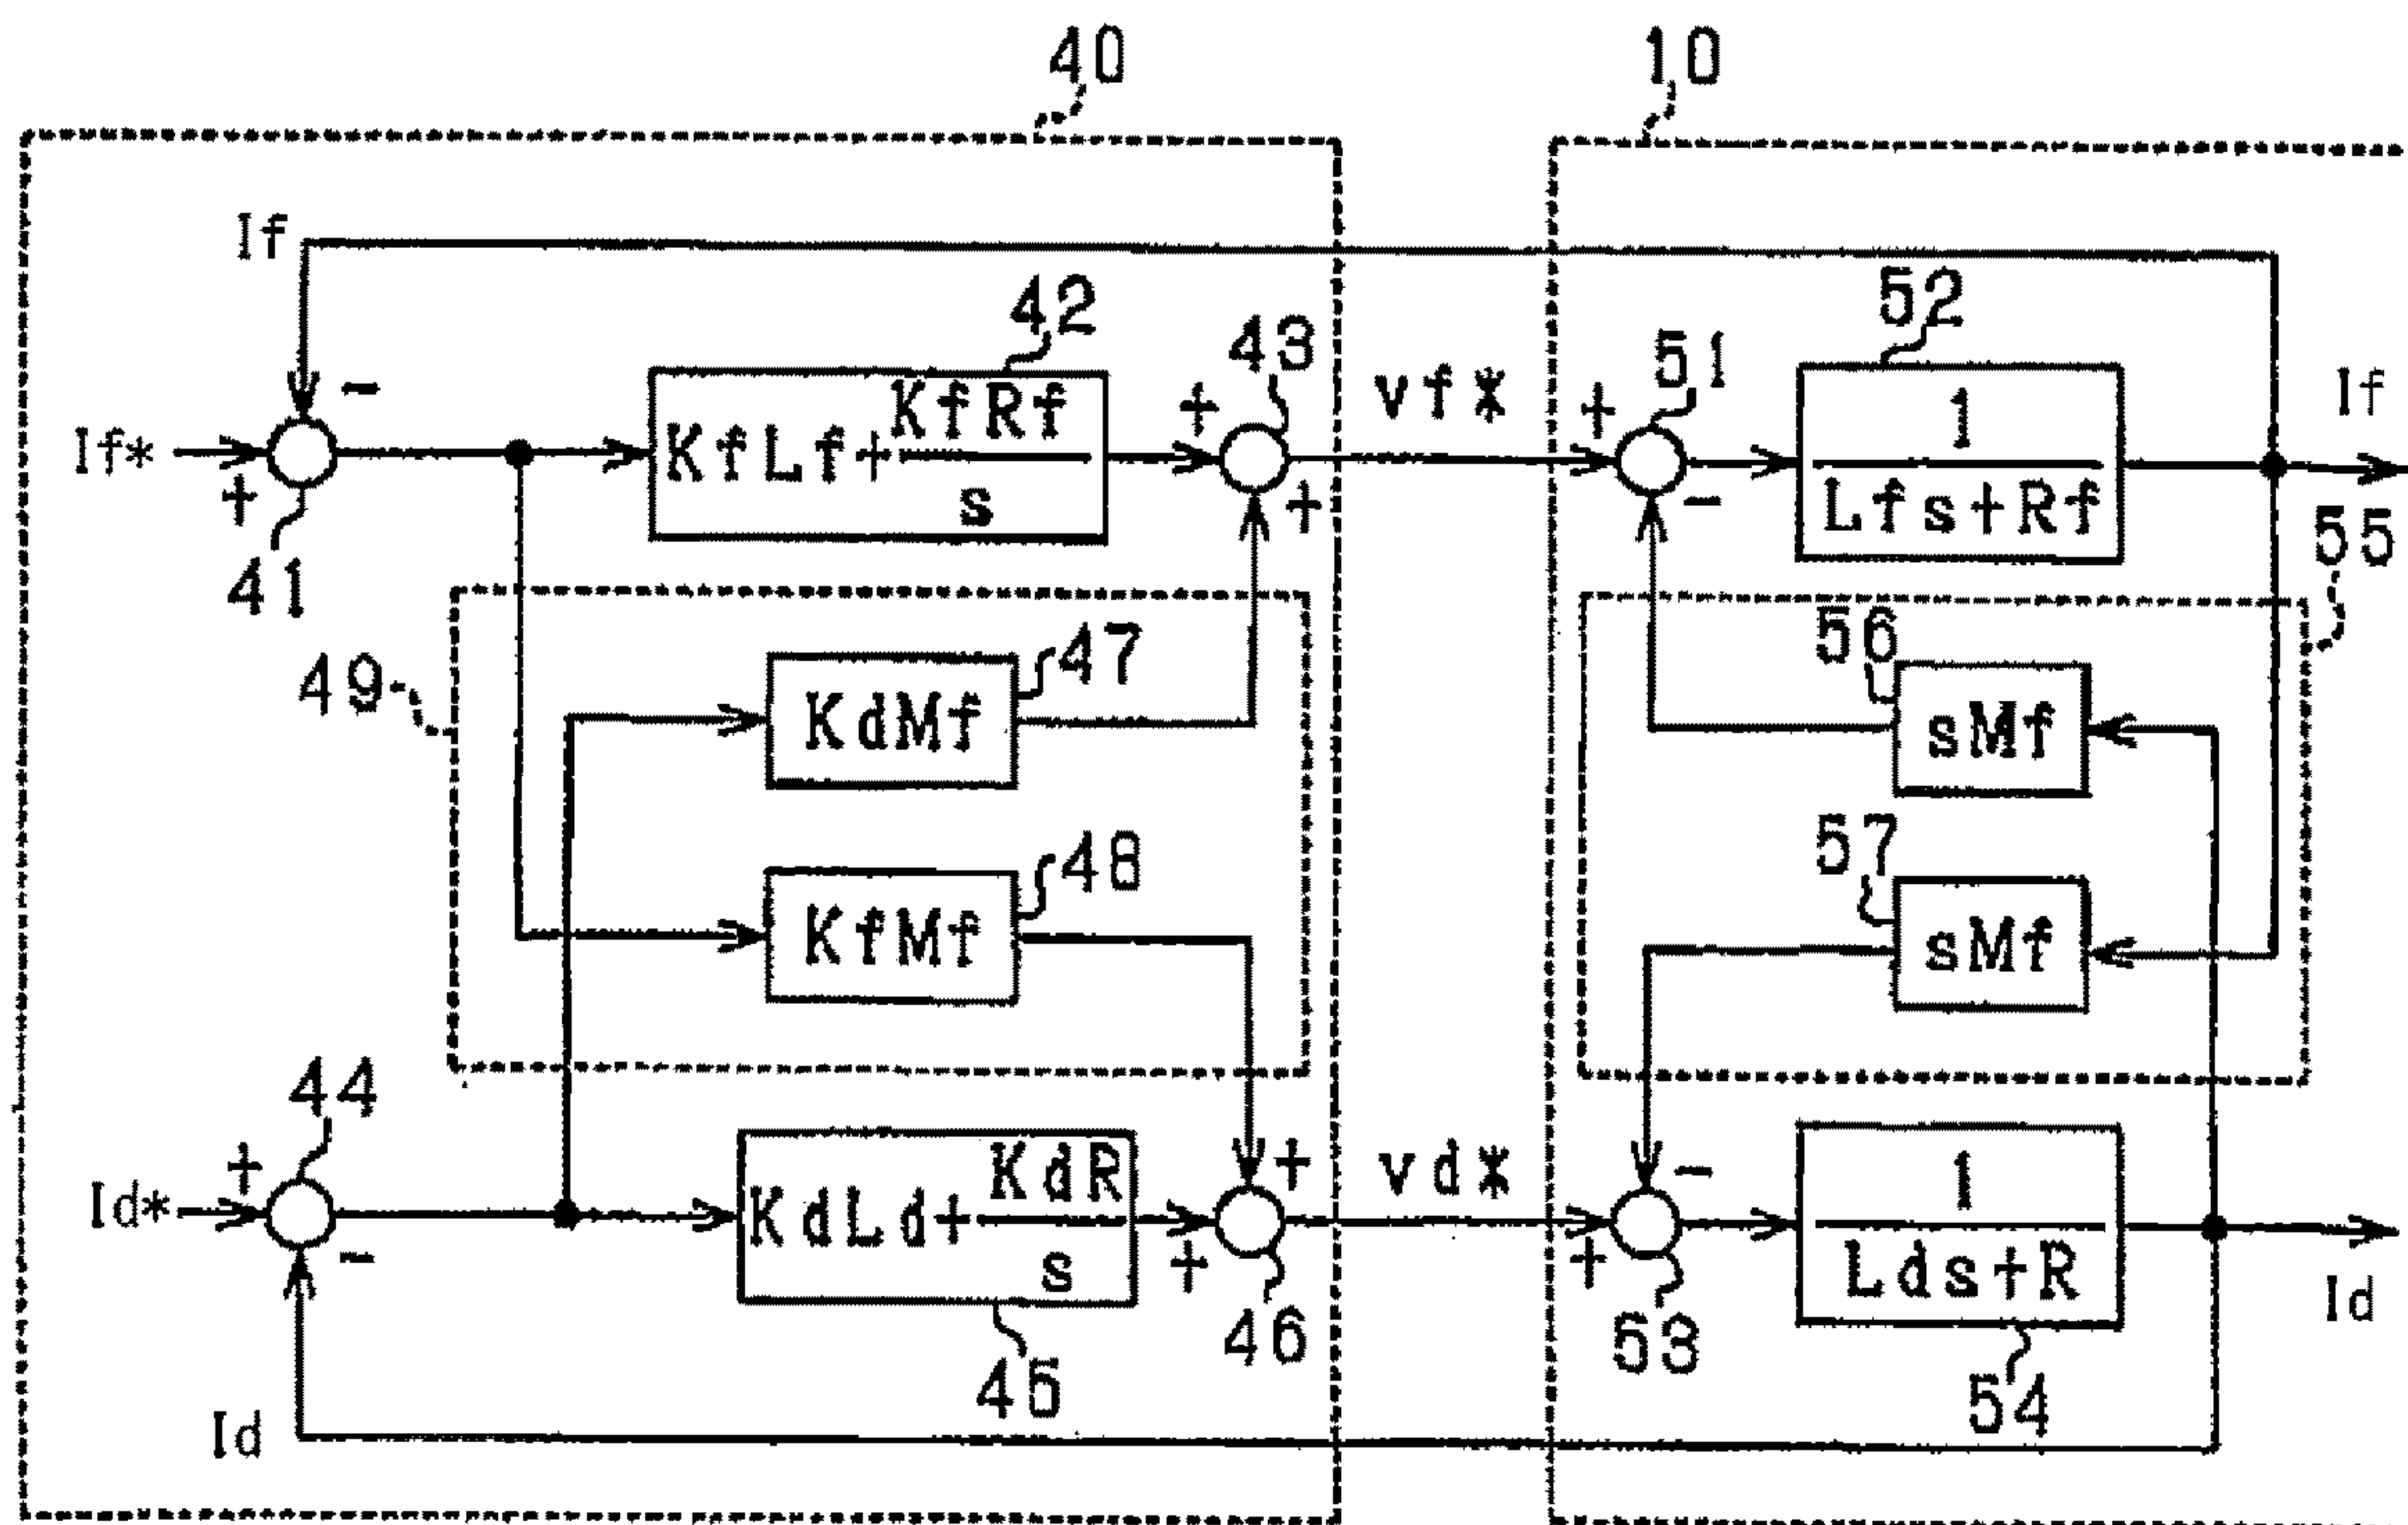 40
10
If
42
43
52
51
If*
-
+
41
KfLf+
KfRf
s
+
+
vf*
+
-
1
Lfs+Rf
If
55
49
47
KdMf
56
sMf
48
KfMf
57
sMf
44
Id*
+
-
KdLd+
KdR
s
45
+
+
46
vd*
-
+
53
1
Lds+R
54
Id
Id